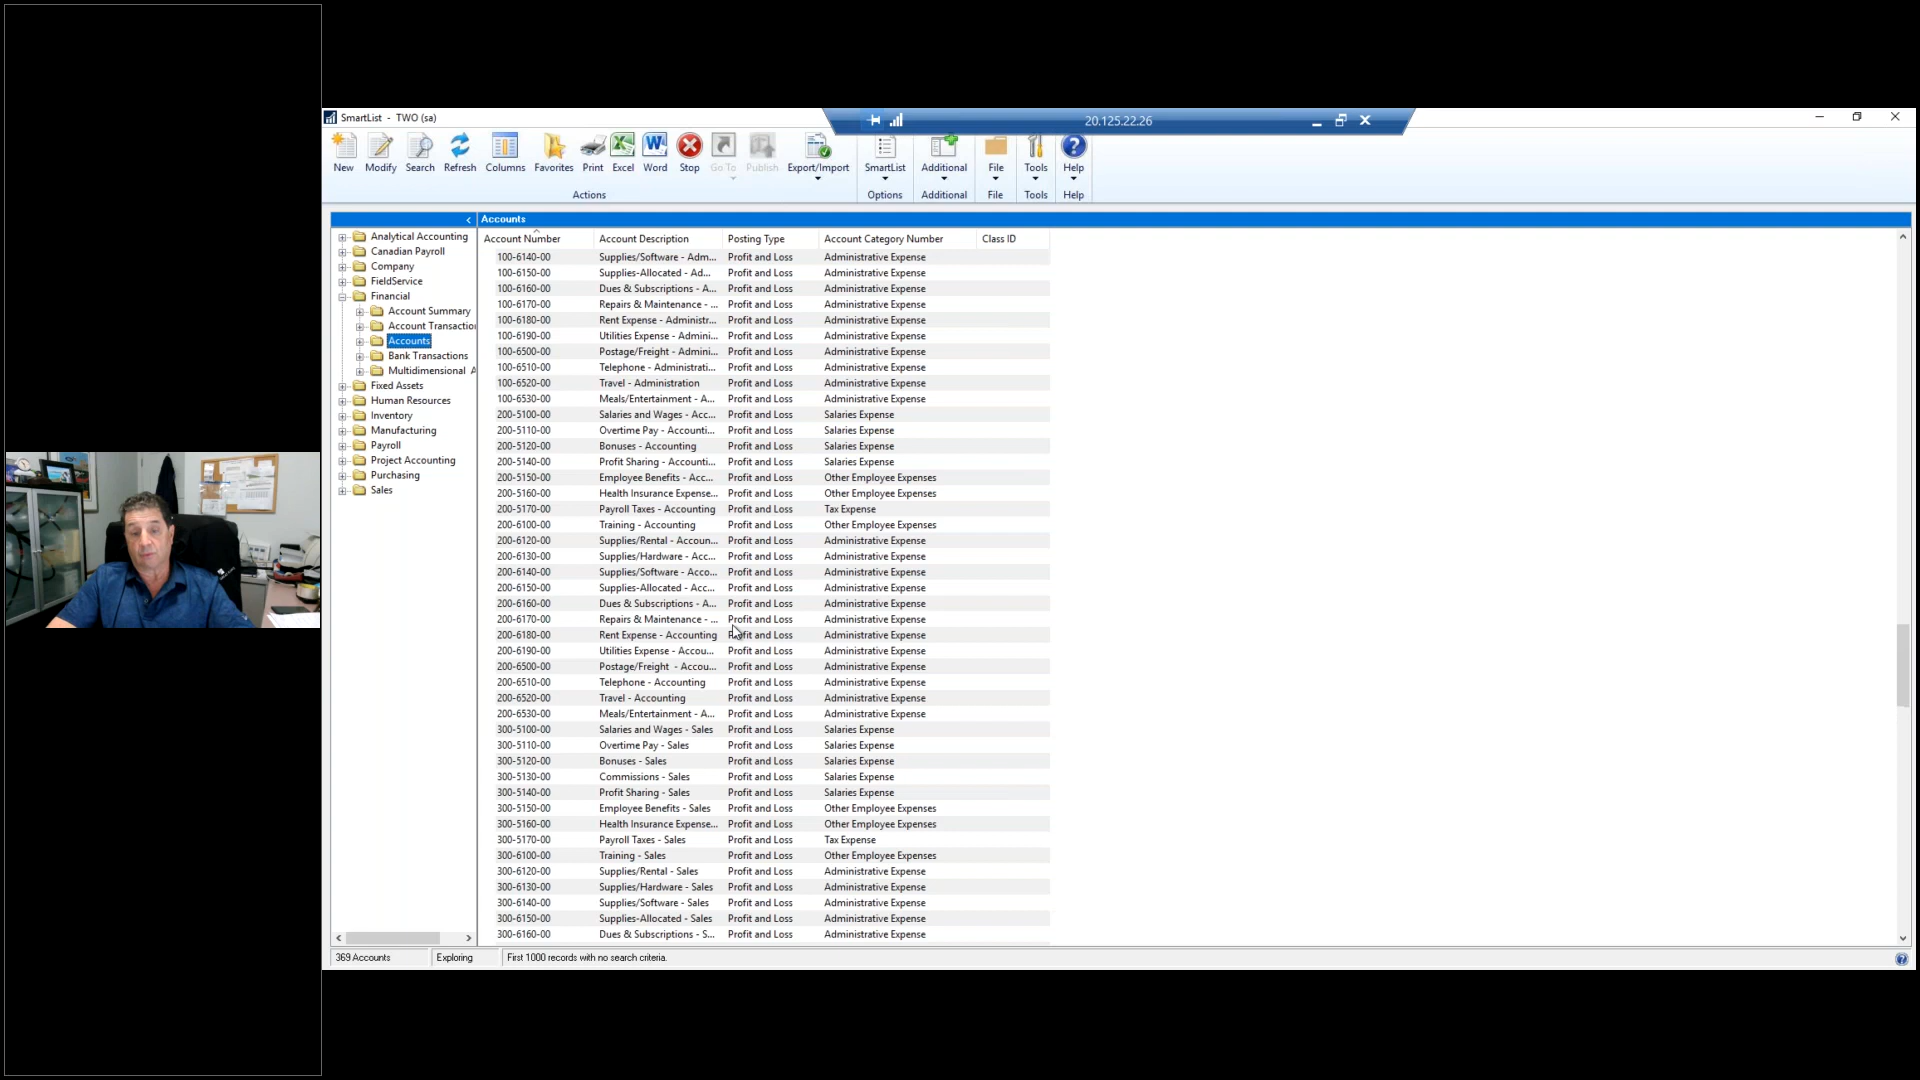 SmartList - TWO (sa)
20.125.22.26
New Modify Search Refresh Columns Favorites Print Excel Word Stop Go To Publish Export/Import SmartList Additional File Tools Help
Actions Options Additional File Tools Help
Analytical Accounting
Canadian Payroll
Company
FieldService
Financial
Account Summary
Account Transactio
Accounts
Bank Transactions
Multidimensional A
Fixed Assets
Human Resources
Inventory
Manufacturing
Payroll
Project Accounting
Purchasing
Sales
Accounts
Account Number Account Description Posting Type Account Category Number Class ID
100-6140-00 Supplies/Software - Adm... Profit and Loss Administrative Expense
100-6150-00 Supplies-Allocated - Ad... Profit and Loss Administrative Expense
100-6160-00 Dues & Subscriptions - A... Profit and Loss Administrative Expense
100-6170-00 Repairs & Maintenance - ... Profit and Loss Administrative Expense
100-6180-00 Rent Expense - Administr... Profit and Loss Administrative Expense
100-6190-00 Utilities Expense - Admini... Profit and Loss Administrative Expense
100-6500-00 Postage/Freight - Admini... Profit and Loss Administrative Expense
100-6510-00 Telephone - Administrati... Profit and Loss Administrative Expense
100-6520-00 Travel - Administration Profit and Loss Administrative Expense
100-6530-00 Meals/Entertainment - A... Profit and Loss Administrative Expense
200-5100-00 Salaries and Wages - Acc... Profit and Loss Salaries Expense
200-5110-00 Overtime Pay - Accounti... Profit and Loss Salaries Expense
200-5120-00 Bonuses - Accounting Profit and Loss Salaries Expense
200-5140-00 Profit Sharing - Accounti... Profit and Loss Salaries Expense
200-5150-00 Employee Benefits - Acc... Profit and Loss Other Employee Expenses
200-5160-00 Health Insurance Expense... Profit and Loss Other Employee Expenses
200-5170-00 Payroll Taxes - Accounting Profit and Loss Tax Expense
200-6100-00 Training - Accounting Profit and Loss Other Employee Expenses
200-6120-00 Supplies/Rental - Accoun... Profit and Loss Administrative Expense
200-6130-00 Supplies/Hardware - Acc... Profit and Loss Administrative Expense
200-6140-00 Supplies/Software - Acco... Profit and Loss Administrative Expense
200-6150-00 Supplies-Allocated - Acc... Profit and Loss Administrative Expense
200-6160-00 Dues & Subscriptions - A... Profit and Loss Administrative Expense
200-6170-00 Repairs & Maintenance - ... Profit and Loss Administrative Expense
200-6180-00 Rent Expense - Accounting Profit and Loss Administrative Expense
200-6190-00 Utilities Expense - Accou... Profit and Loss Administrative Expense
200-6500-00 Postage/Freight - Accou... Profit and Loss Administrative Expense
200-6510-00 Telephone - Accounting Profit and Loss Administrative Expense
200-6520-00 Travel - Accounting Profit and Loss Administrative Expense
200-6530-00 Meals/Entertainment - A... Profit and Loss Administrative Expense
300-5100-00 Salaries and Wages - Sales Profit and Loss Salaries Expense
300-5110-00 Overtime Pay - Sales Profit and Loss Salaries Expense
300-5120-00 Bonuses - Sales Profit and Loss Salaries Expense
300-5130-00 Commissions - Sales Profit and Loss Salaries Expense
300-5140-00 Profit Sharing - Sales Profit and Loss Salaries Expense
300-5150-00 Employee Benefits - Sales Profit and Loss Other Employee Expenses
300-5160-00 Health Insurance Expense... Profit and Loss Other Employee Expenses
300-5170-00 Payroll Taxes - Sales Profit and Loss Tax Expense
300-6100-00 Training - Sales Profit and Loss Other Employee Expenses
300-6120-00 Supplies/Rental - Sales Profit and Loss Administrative Expense
300-6130-00 Supplies/Hardware - Sales Profit and Loss Administrative Expense
300-6140-00 Supplies/Software - Sales Profit and Loss Administrative Expense
300-6150-00 Supplies-Allocated - Sales Profit and Loss Administrative Expense
300-6160-00 Dues & Subscriptions - S... Profit and Loss Administrative Expense
369 Accounts Exploring First 1000 records with no search criteria.